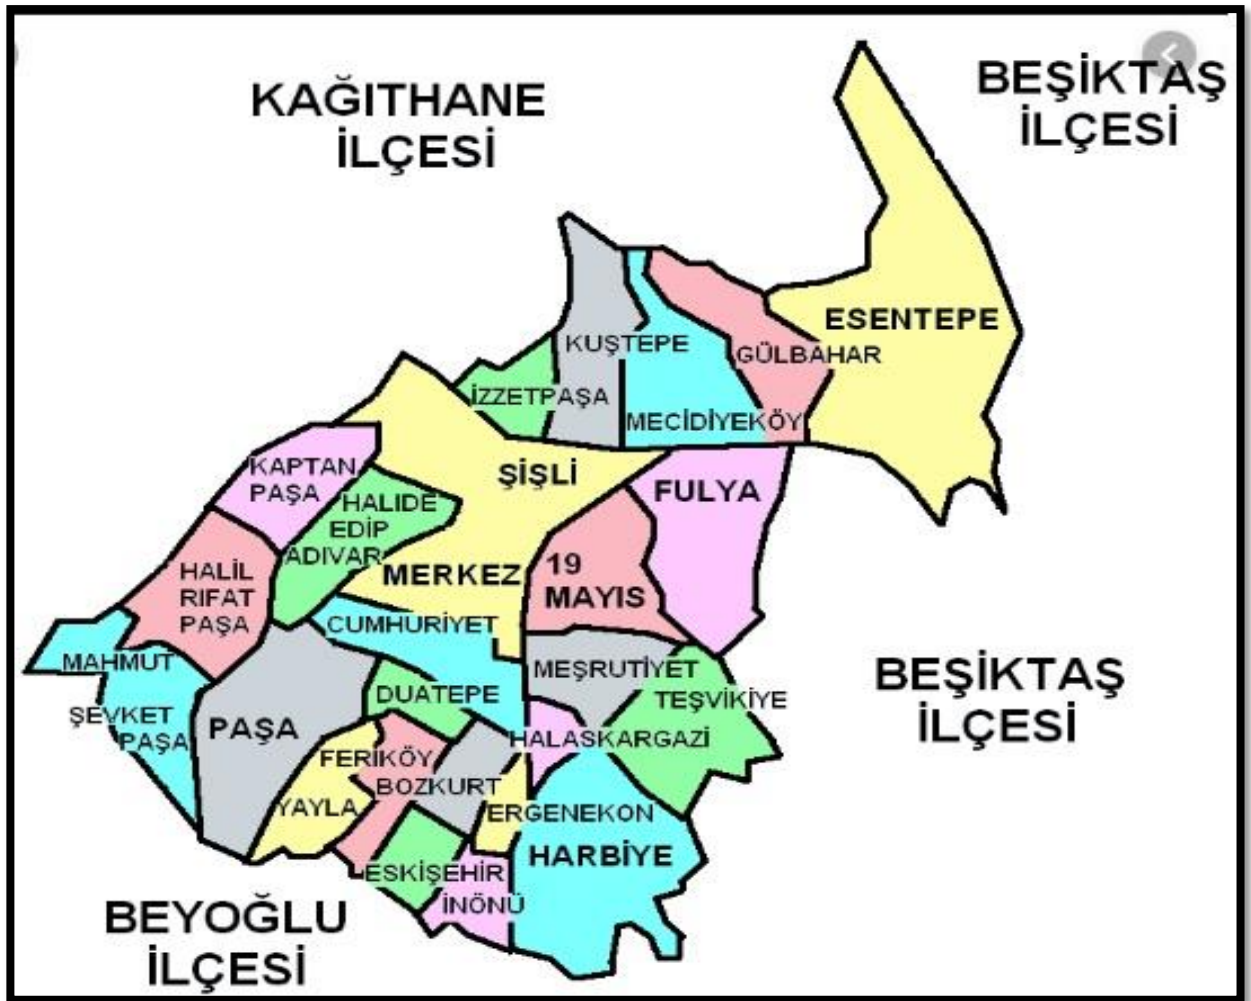 KAĞITHANE
İLÇESİ
BEŞİKTAŞ
İLÇESİ
ESENTEPE
KUŞTEPE
GÜLBAHAR
İZZETPAŞA
MECİDİYEKÖY
ŞİŞLİ
MERKEZ
KAPTAN
PAŞA
HALIDE
EDİP
ADIVAR
FULYA
19
MAYIS
HALİL
RIFAT
PAŞA
CUMHURİYET
MAHMUT
ŞEVKET
PAŞA
MEŞRUTİYET
TEŞVİKİYE
BEŞİKTAŞ
İLÇESİ
DUATEPE
PAŞA
HALASKARGAZİ
FERİKÖY
BOZKURT
YAYLA
ERGENEKON
HARBİYE
ESKİŞEHİR
İNÖNÜ
BEYOĞLU
İLÇESİ